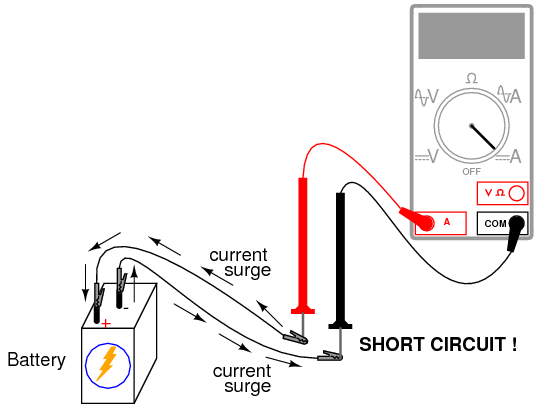 Ω
V A
V A
OFF
V Ω
A
COM
current
surge
-
+
SHORT CIRCUIT !
Battery
current
surge